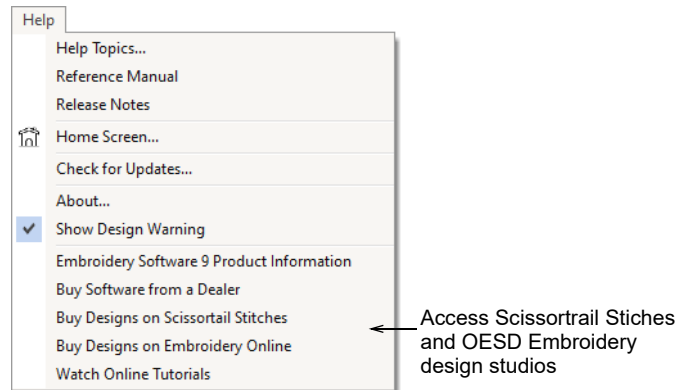 Help
Help Topics...
Reference Manual
Release Notes
Home Screen...
Check for Updates...
About...
Show Design Warning
Embroidery Software 9 Product Information
Buy Software from a Dealer
Buy Designs on Scissortail Stitches
Buy Designs on Embroidery Online
Watch Online Tutorials
Access Scissortrail Stiches
and OESD Embroidery
design studios